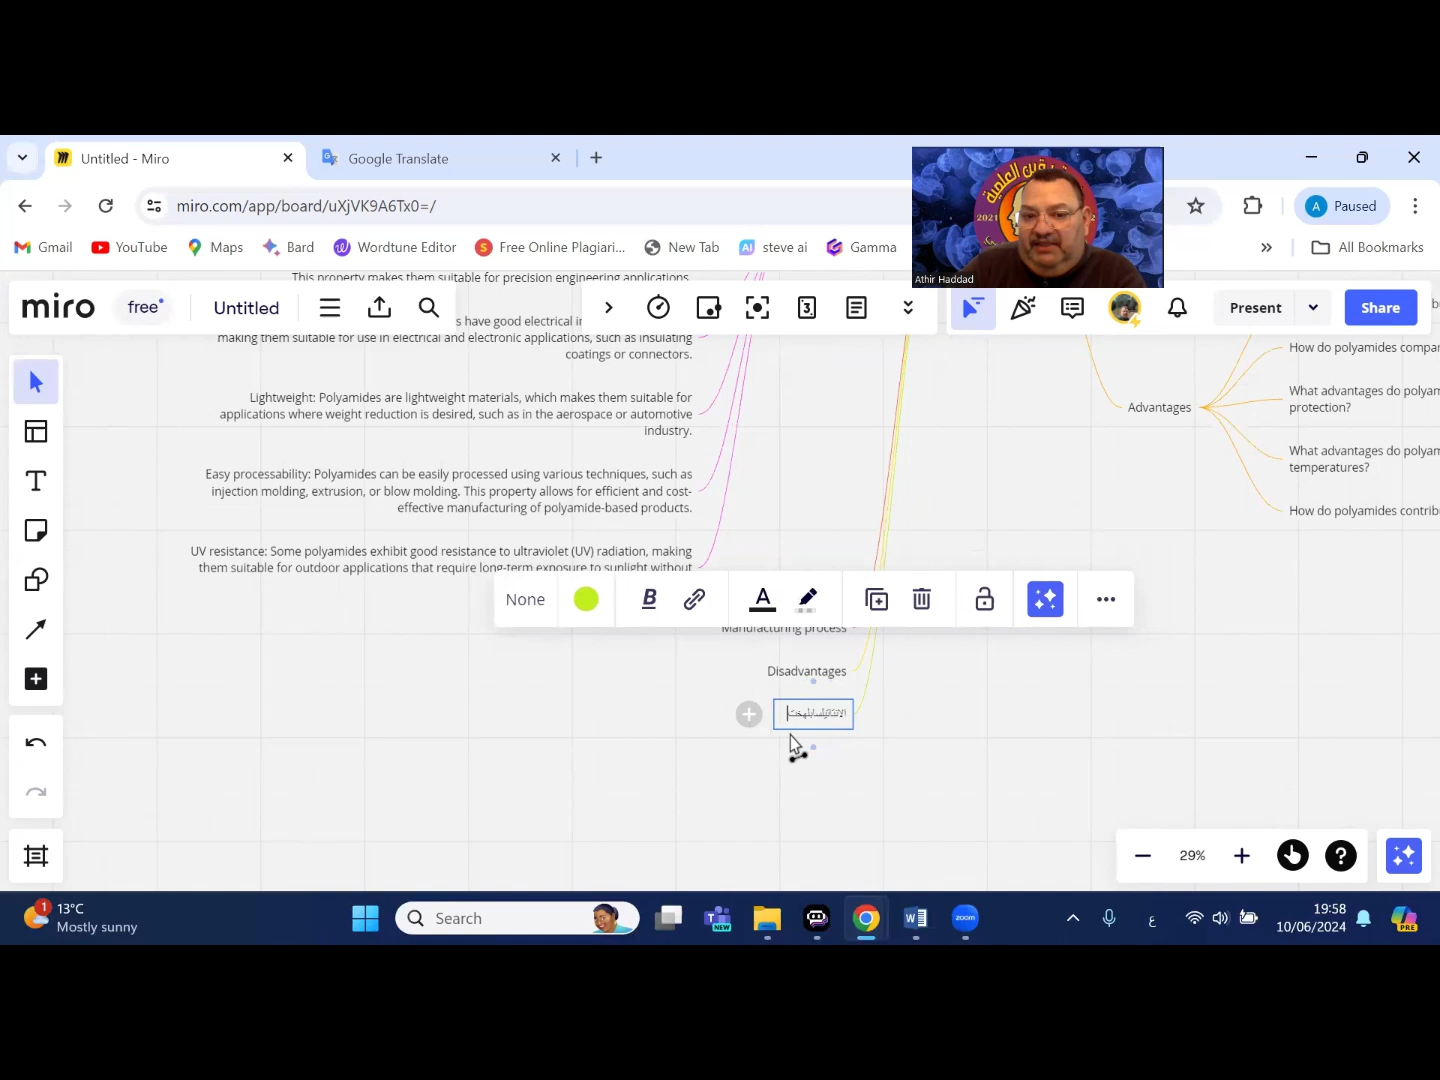 Untitled - Miro
Google Translate
miro.com/app/board/uXjVK9A6Tx0=/
Paused
A
Gmail
YouTube
Maps
Bard
Wordtune Editor
Free Online Plagiari...
New Tab
steve ai
Gamma
All Bookmarks
2021
Athir Haddad
This property makes them suitable for precision engineering applications.
miro
free
Untitled
Present
Share
s have good electrical in
making them suitable for use in electrical and electronic applications, such as insulating
coatings or connectors.
Lightweight: Polyamides are lightweight materials, which makes them suitable for
applications where weight reduction is desired, such as in the aerospace or automotive
industry.
Easy processability: Polyamides can be easily processed using various techniques, such as
injection molding, extrusion, or blow molding. This property allows for efficient and cost-
effective manufacturing of polyamide-based products.
UV resistance: Some polyamides exhibit good resistance to ultraviolet (UV) radiation, making
them suitable for outdoor applications that require long-term exposure to sunlight without
How do polyamides compa
Advantages
What advantages do polyam
protection?
What advantages do polyam
temperatures?
How do polyamides contribu
None
B
A
Manufacturing process
Disadvantages
29%
1
13°C
Mostly sunny
Search
NEW
zoom
ع
19:58
10/06/2024
PRE